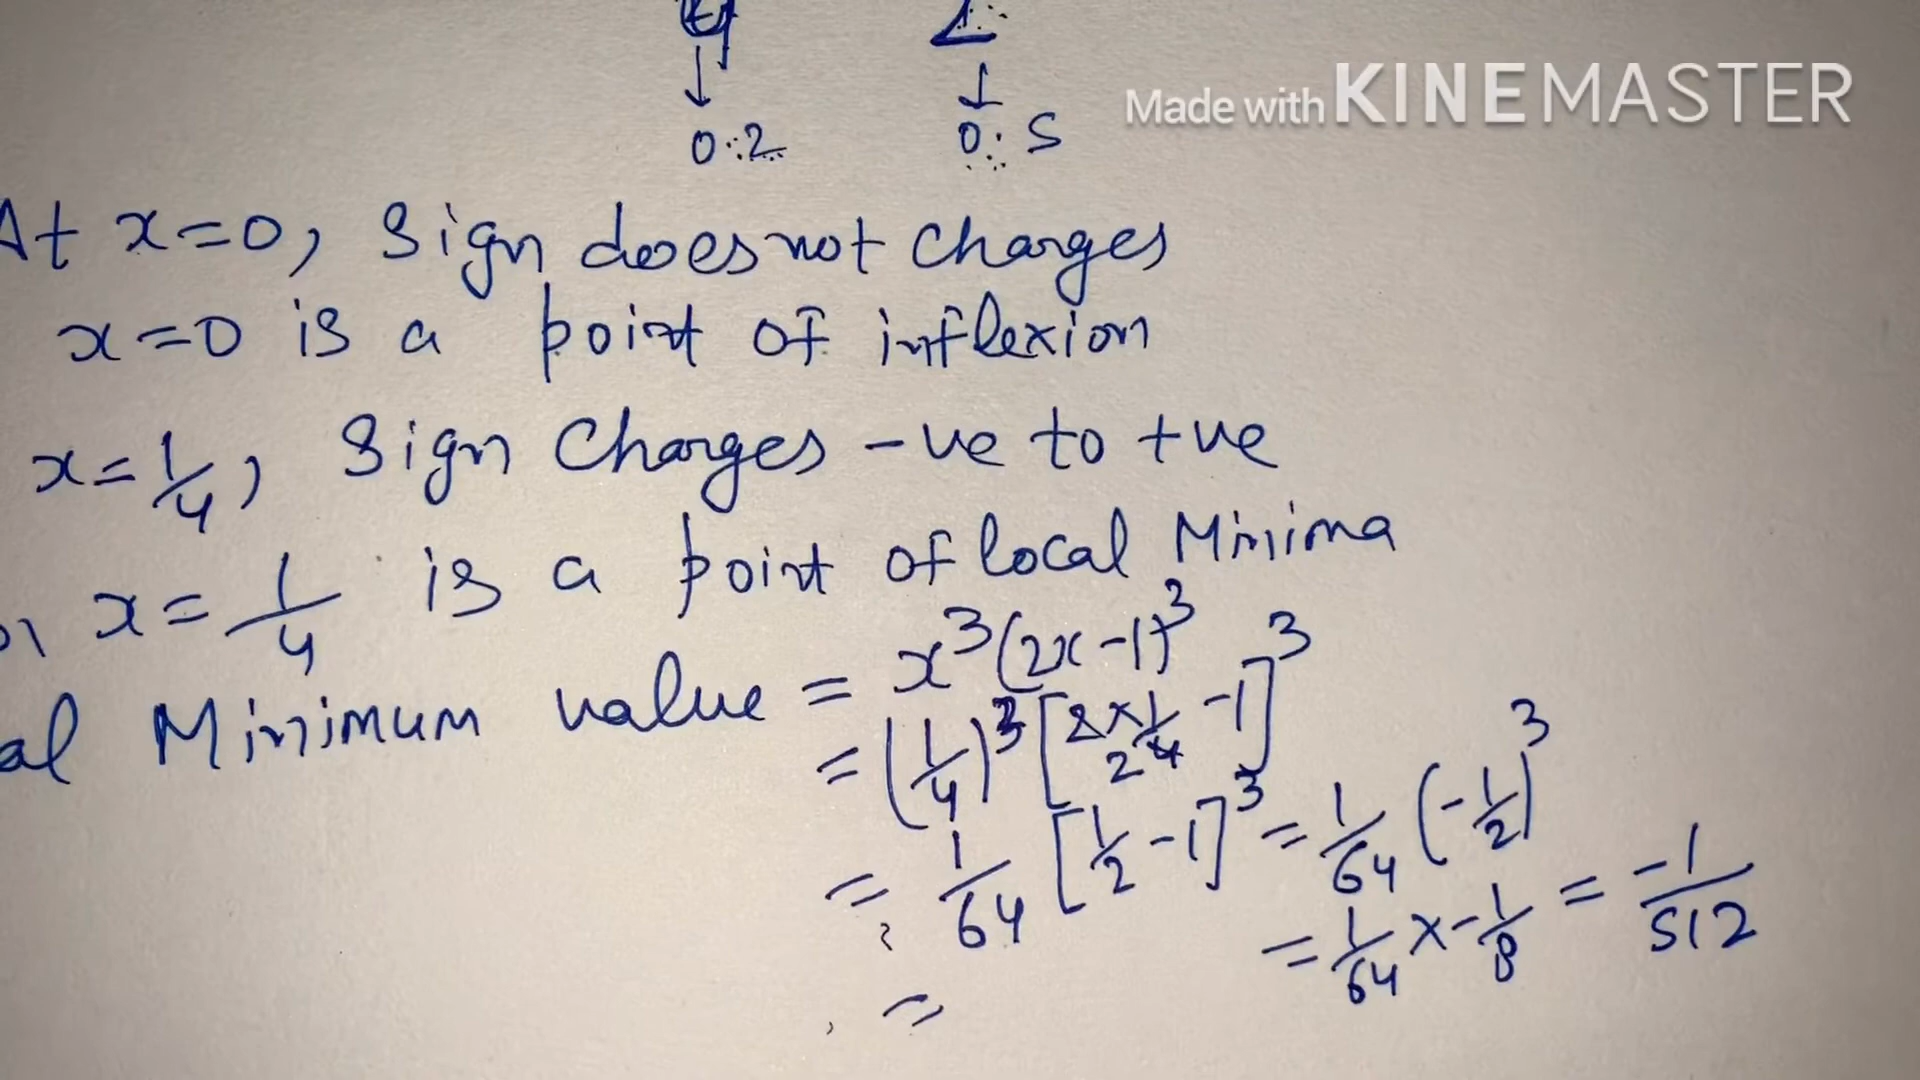 Made with KINEMASTER
0.2 0.5
At x=0, sign does not changes
x=0 is a point of inflexion
x=1/4, sign changes -ve to +ve
x=1/4 is a point of local Minima
al Minimum value = x³(2x-1)³
= (1/4)³ [2×1/4 -1]³
= 1/64 [1/2 -1]³ = 1/64 (-1/2)³
= 1/64 × -1/8 = -1/512
=